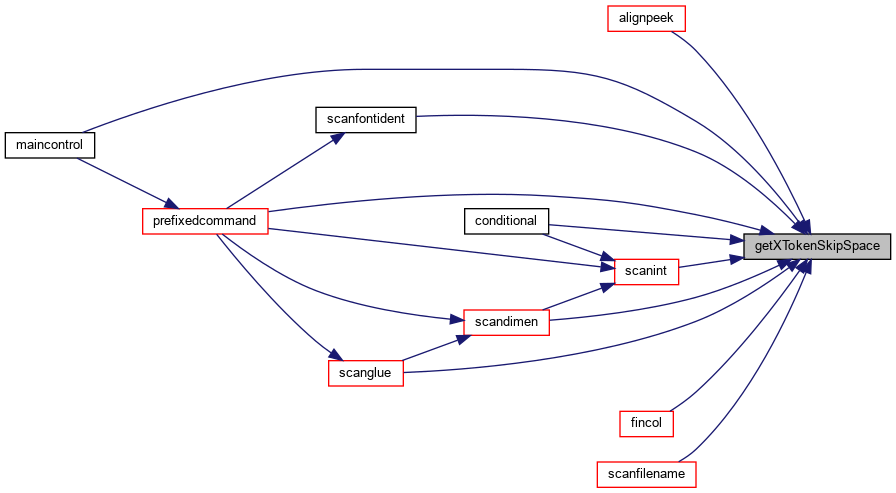 alignpeek
scanfontident
maincontrol
prefixedcommand
conditional
getXTokenSkipSpace
scanint
scandimen
scanglue
fincol
scanfilename